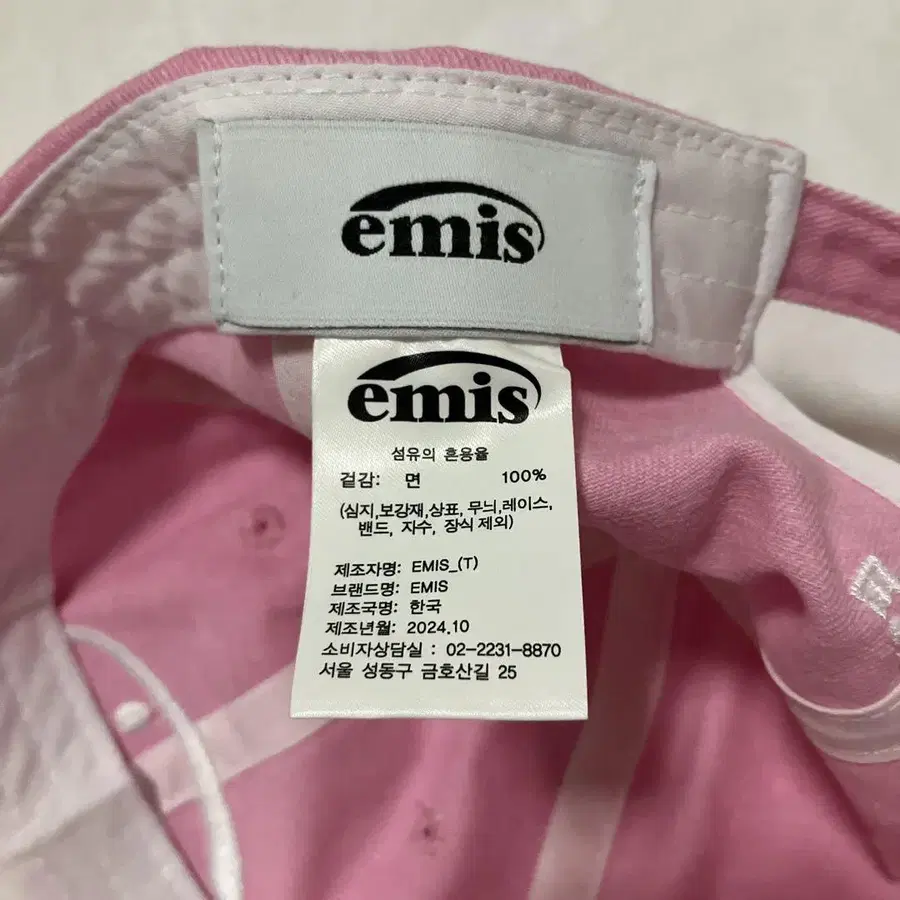 emis
emis
섬유의 혼용율
겉감: 면 100%
(심지,보강재,상표, 무늬,레이스,
밴드, 자수, 장식 제외)
제조자명: EMIS_(T)
브랜드명: EMIS
제조국명: 한국
제조년월: 2024.10
소비자상담실 : 02-2231-8870
서울 성동구 금호산길 25